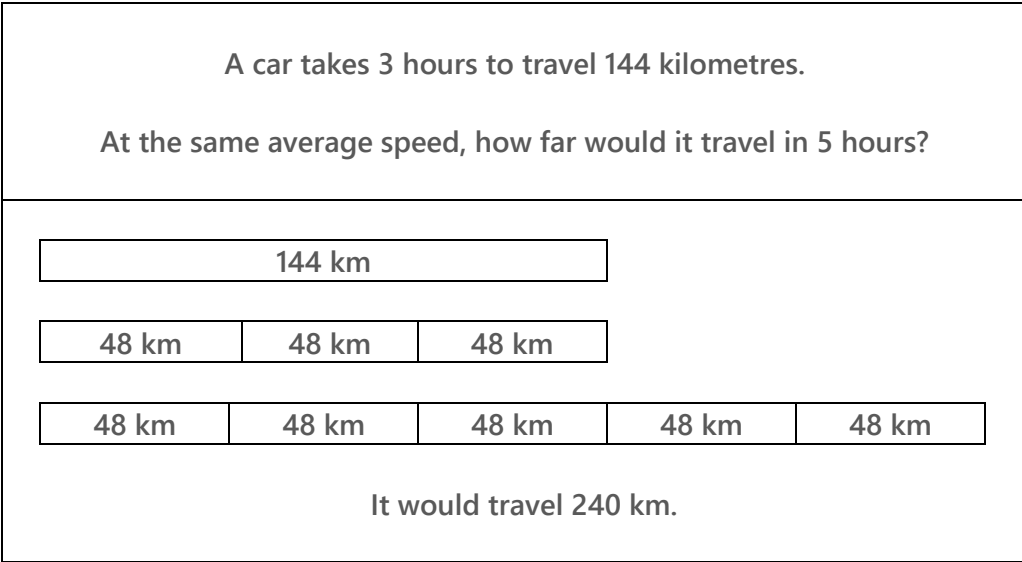 A car takes 3 hours to travel 144 kilometres.
At the same average speed, how far would it travel in 5 hours?
144 km
48 km 48 km 48 km
48 km 48 km 48 km 48 km 48 km
It would travel 240 km.